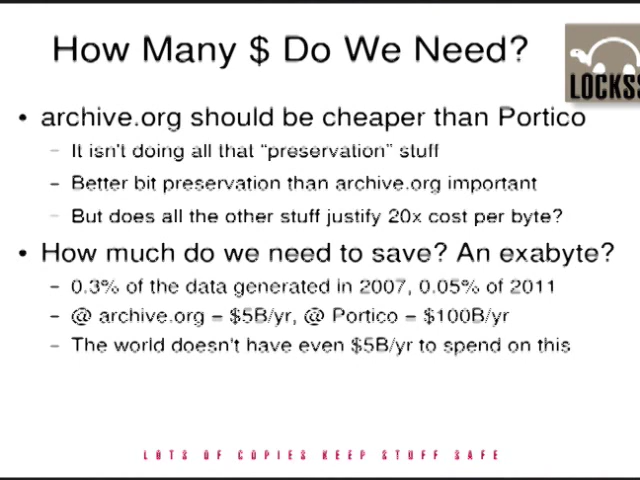 How Many $ Do We Need?
LOCKSS
• archive.org should be cheaper than Portico
– It isn't doing all that “preservation” stuff
– Better bit preservation than archive.org important
– But does all the other stuff justify 20x cost per byte?
• How much do we need to save? An exabyte?
– 0.3% of the data generated in 2007, 0.05% of 2011
– @ archive.org – $5B/yr, @ Portico – $100B/yr
– The world doesn't have even $5B/yr to spend on this
LOTS OF COPIES KEEP STUFF SAFE